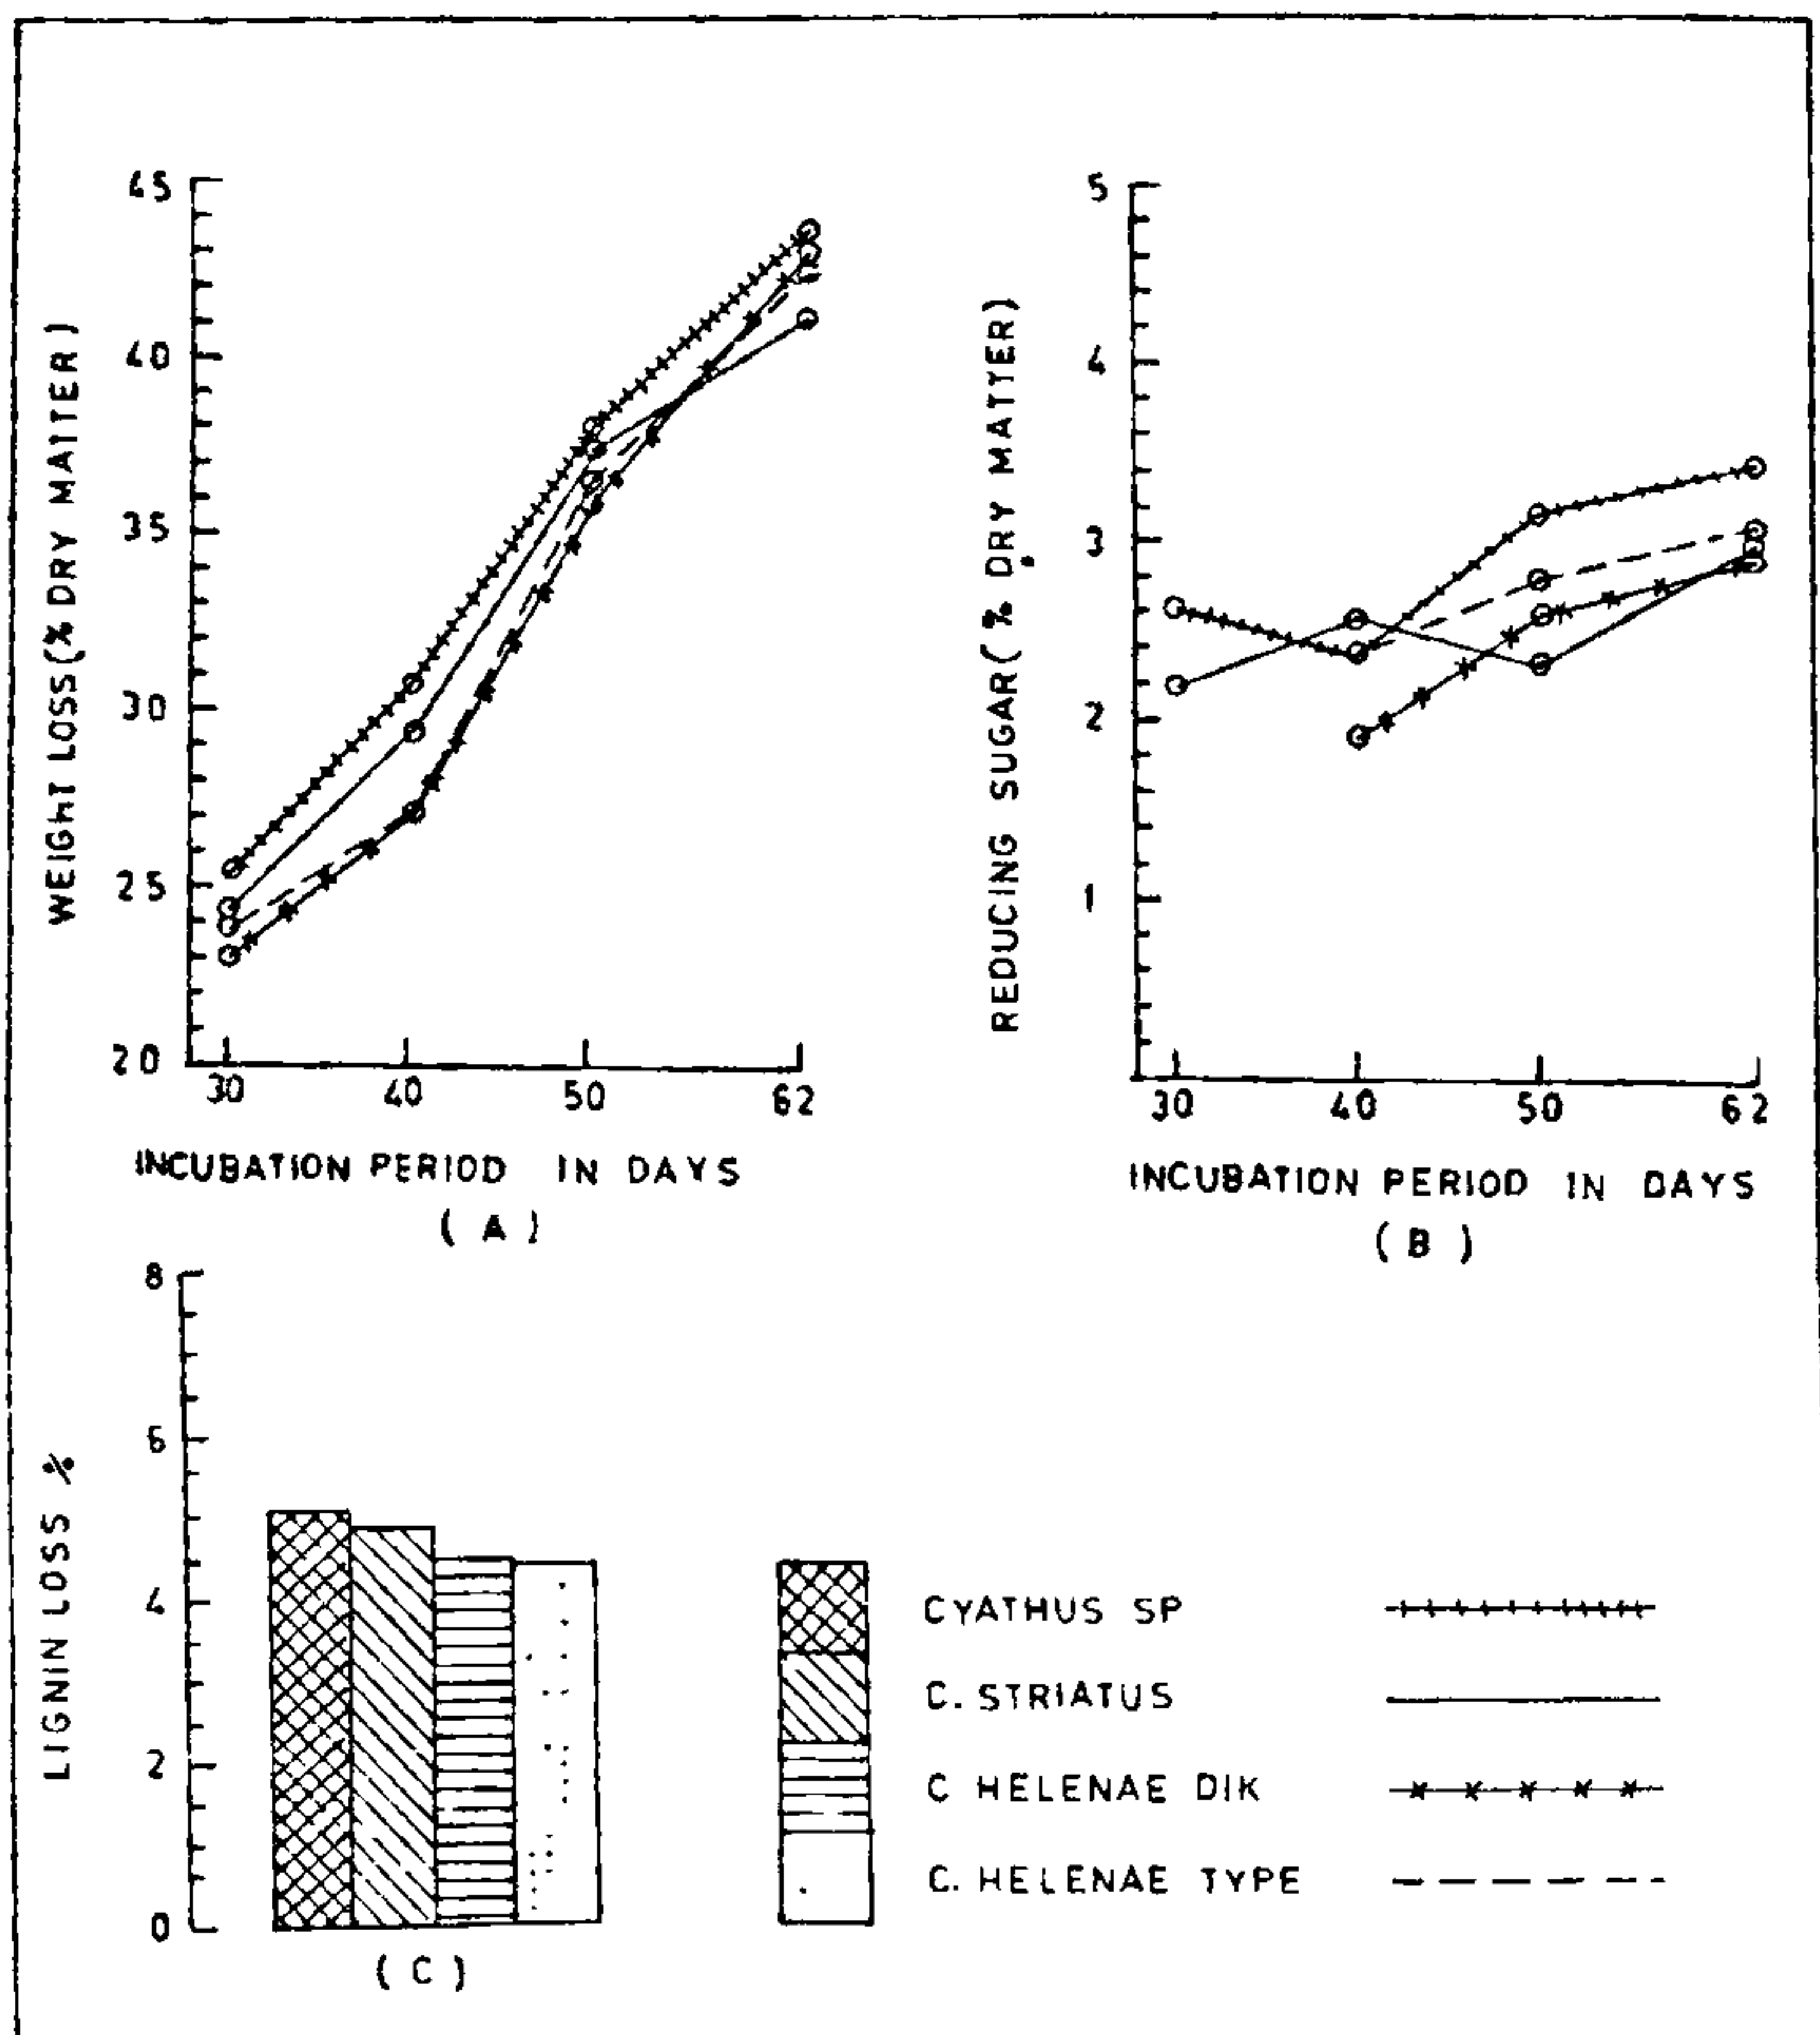 45
40
35
30
25
20
WEIGHT LOSS (% DRY MATTER)
30 40 50 62
INCUBATION PERIOD IN DAYS
(A)
5
4
3
2
1
REDUCING SUGAR (% DRY MATTER)
30 40 50 62
INCUBATION PERIOD IN DAYS
(B)
8
6
4
2
0
LIGNIN LOSS %
(C)
CYATHUS SP
C. STRIATUS
C HELENAE DIK
C. HELENAE TYPE